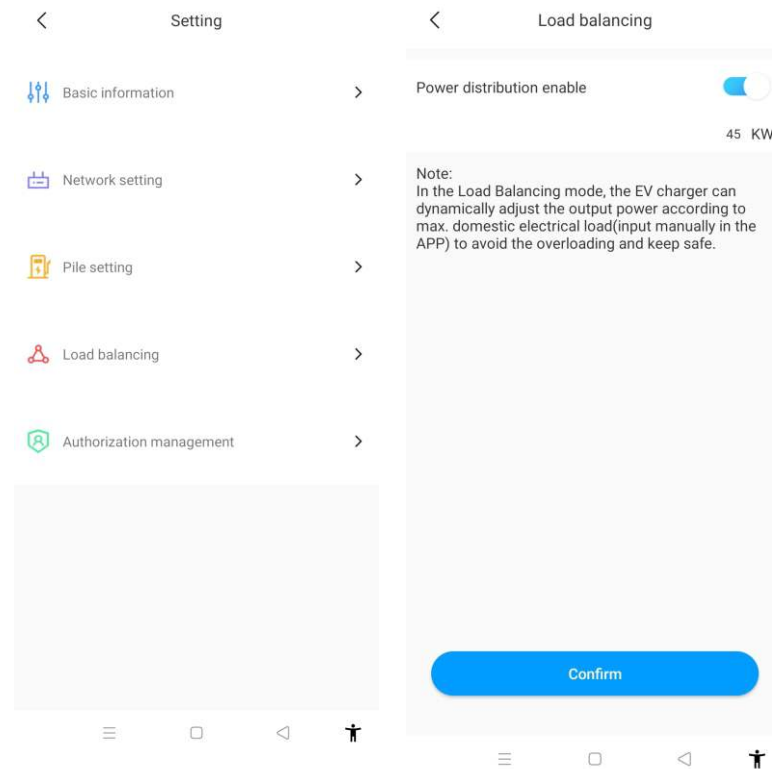 Setting
Basic information
Network setting
Pile setting
Load balancing
Authorization management
Load balancing
Power distribution enable
45 KW
Note:
In the Load Balancing mode, the EV charger can
dynamically adjust the output power according to
max. domestic electrical load(input manually in the
APP) to avoid the overloading and keep safe.
Confirm